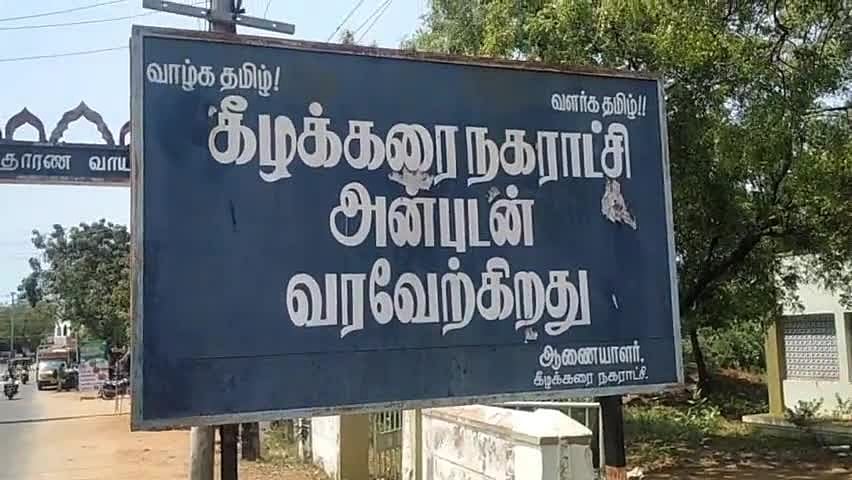 வாழ்க தமிழ்!
வளர்க தமிழ்!!
கீழக்கரை நகராட்சி
அன்புடன்
வரவேற்கிறது
ஆணையாளர்,
கீழக்கரை நகராட்சி.